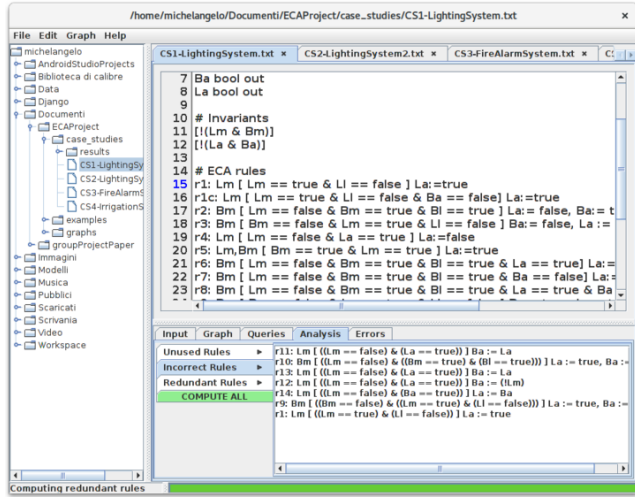 /home/michelangelo/Documenti/ECAProject/case_studies/CS1-LightingSystem.txt ×
File Edit Graph Help
michelangelo
AndroidStudioProjects
Biblioteca di calibre
Data
Django
Documenti
ECAProject
case_studies
results
CS1-LightingSy
CS2-LightingSy
CS3-FireAlarmS
CS4-IrrigationS
examples
graphs
groupProjectPaper
Immagini
Modelli
Musica
Pubblici
Scaricati
Scrivania
Video
Workspace
CS1-LightingSystem.txt × CS2-LightingSystem2.txt × CS3-FireAlarmSystem.txt ×
7 Ba bool out
8 La bool out
9
10 # Invariants
11 [!(Lm & Bm)]
12 [!(La & Ba)]
13
14 # ECA rules
15 r1: Lm [ Lm == true & Ll == false ] La:=true
16 r1c: Lm [ Lm == true & Ll == false & Ba == false] La:=true
17 r2: Bm [ Lm == false & Bm == true & Bl == true ] La:= false, Ba:= t
18 r3: Bm [ Bm == false & Lm == true & Ll == false ] Ba:= false, La :=
19 r4: Lm [ Lm == false & La == true ] La:=false
20 r5: Lm,Bm [ Bm == true & Lm == true ] La:=true
21 r6: Bm [ Lm == false & Bm == true & Bl == true & La == true] La:=
22 r7: Bm [ Lm == false & Bm == true & Bl == true & Ba == false] La:=
23 r8: Bm [ Lm == false & Bm == true & Bl == true & La == true & Ba
Input Graph Queries Analysis Errors
Unused Rules
Incorrect Rules
Redundant Rules
COMPUTE ALL
r11: Lm [ ((Lm == false) & (La == true)) ] Ba := La
r10: Bm [ ((Lm == false) & ((Bm == true) & (Bl == true))) ] La := true, Ba :=
r13: Lm [ ((Lm == false) & (La == true)) ] Ba := La
r12: Lm [ ((Lm == false) & (La == true)) ] Ba := (!Lm)
r14: Lm [ ((Lm == false) & (Ba == true)) ] La := Ba
r9: Bm [ ((Bm == false) & ((Lm == true) & (Ll == false))) ] La := true, Ba :=
r1: Lm [ ((Lm == true) & (Ll == false)) ] La := true
Computing redundant rules